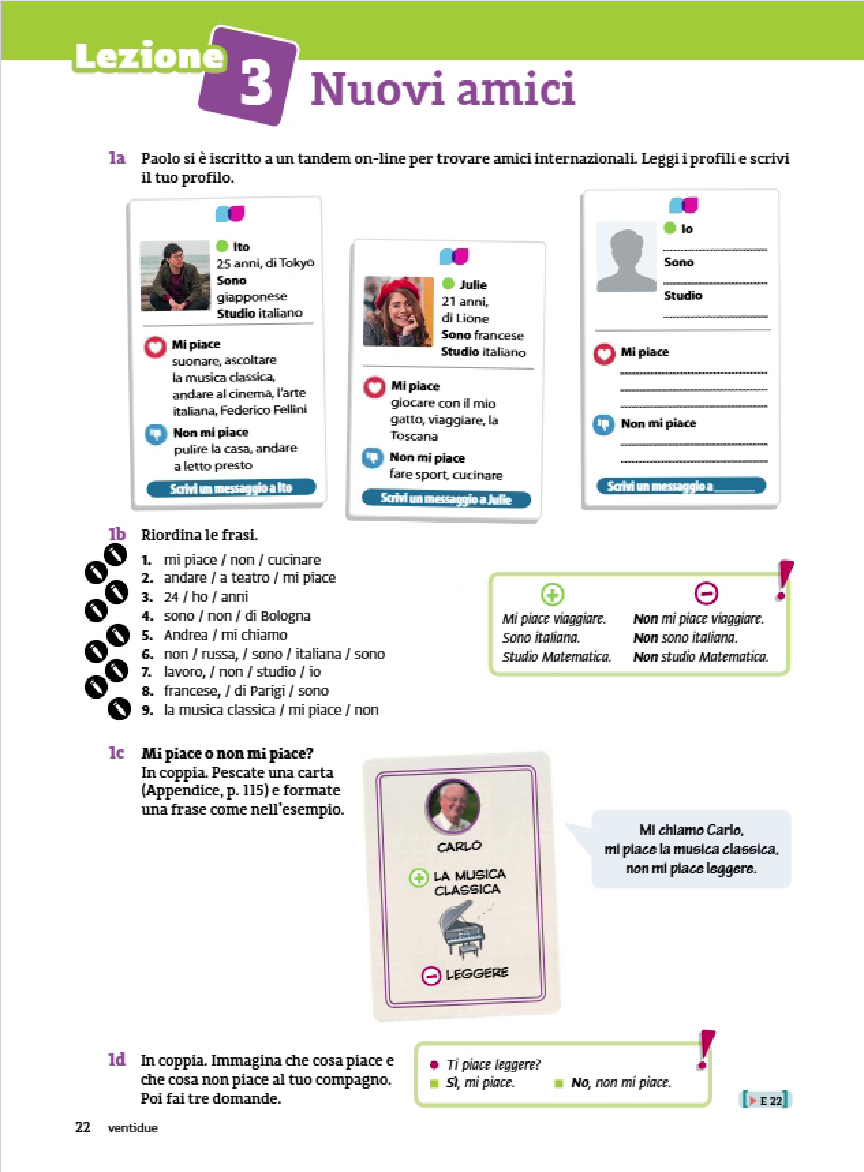 Lezione
3
Nuovi amici
1a Paolo si è iscritto a un tandem on-line per trovare amici internazionali. Leggi i profili e scrivi
il tuo profilo.
Ito
25 anni, di Tokyo
Sono
giapponese
Studio italiano
Mi piace
suonare, ascoltare
la musica classica,
andare al cinema, l'arte
italiana, Federico Fellini
Non mi piace
pulire la casa, andare
a letto presto
Scrivi un messaggio a Ito
Julie
21 anni,
di Lione
Sono francese
Studio italiano
Mi piace
giocare con il mio
gatto, viaggiare, la
Toscana
Non mi piace
fare sport, cucinare
Scrivi un messaggio a Julie
Io
Sono
Studio
Mi piace
Non mi piace
Scrivi un messaggio a ________
1b Riordina le frasi.
1. mi piace / non / cucinare
2. andare / a teatro / mi piace
3. 24 / ho / anni
4. sono / non / di Bologna
5. Andrea / mi chiamo
6. non / russa, / sono / italiana / sono
7. lavoro, / non / studio / io
8. francese, / di Parigi / sono
9. la musica classica / mi piace / non
Mi piace viaggiare. Non mi piace viaggiare.
Sono italiana. Non sono italiana.
Studio Matematica. Non studio Matematica.
1c Mi piace o non mi piace?
In coppia. Pescate una carta
(Appendice, p. 115) e formate
una frase come nell'esempio.
CARLO
LA MUSICA
CLASSICA
LEGGERE
Mi chiamo Carlo,
mi piace la musica classica,
non mi piace leggere.
1d In coppia. Immagina che cosa piace e
che cosa non piace al tuo compagno.
Poi fai tre domande.
Ti piace leggere?
Sì, mi piace. No, non mi piace.
E 22
22 ventidue